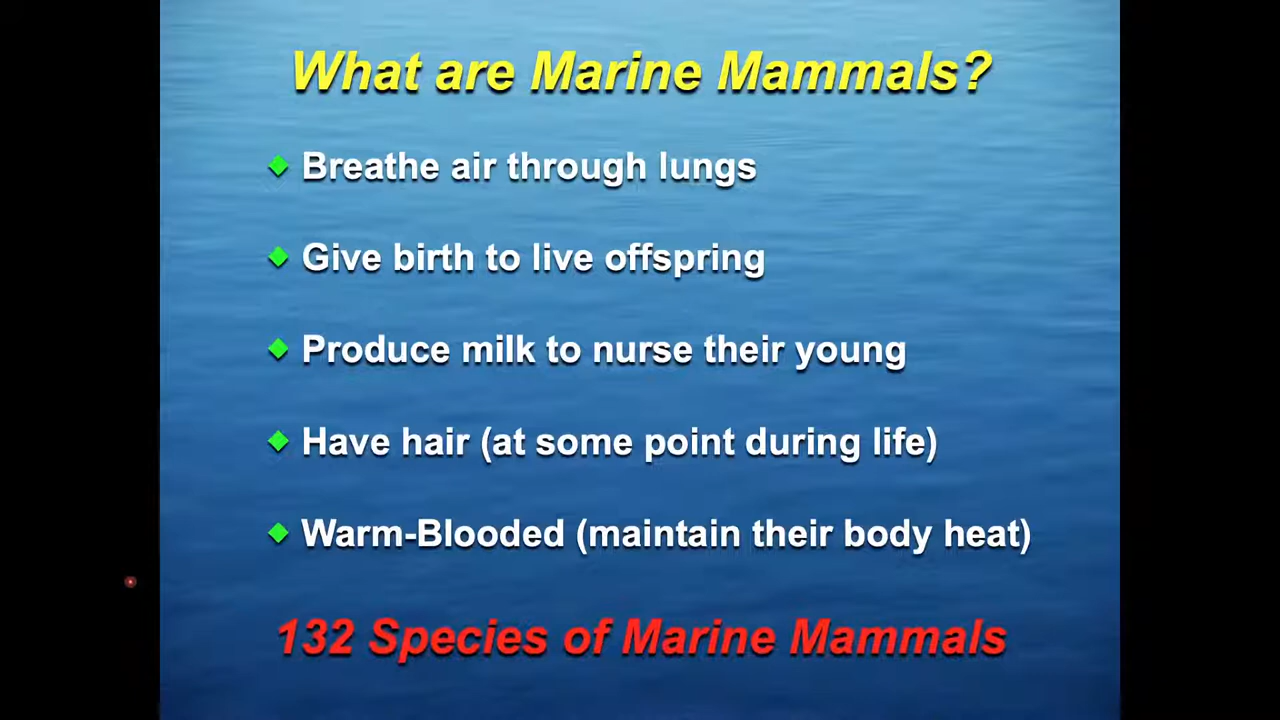 What are Marine Mammals?
Breathe air through lungs
Give birth to live offspring
Produce milk to nurse their young
Have hair (at some point during life)
Warm-Blooded (maintain their body heat)
132 Species of Marine Mammals